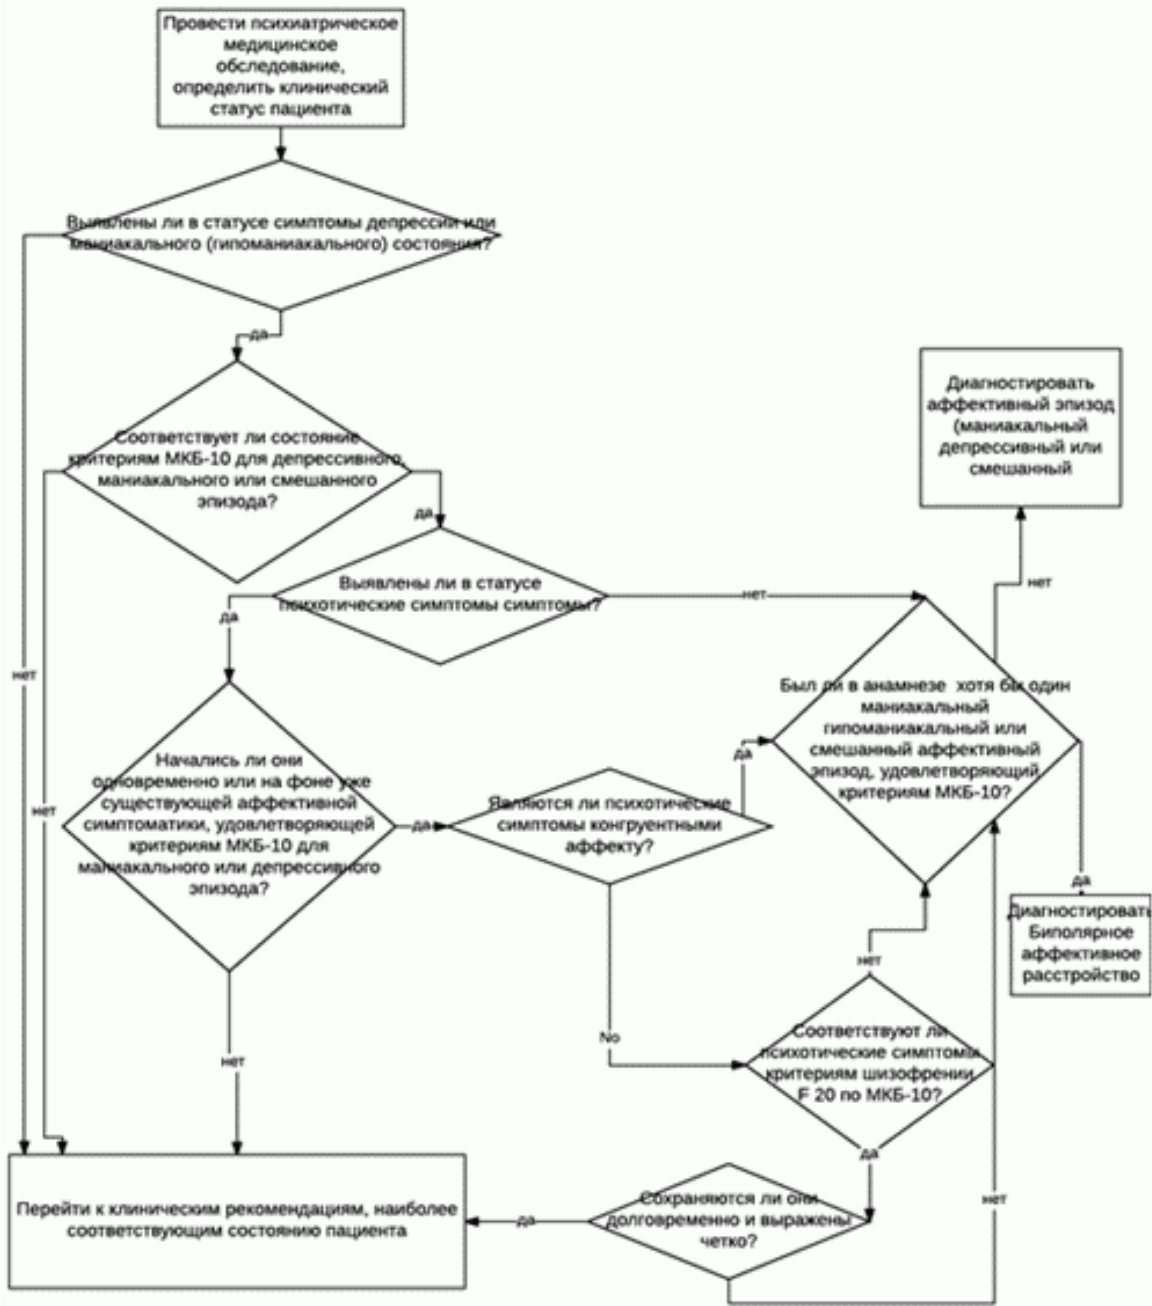 Провести психиатрическое
медицинское
обследование,
определить клинический
статус пациента
Выявлены ли в статусе симптомы депрессии или
маниакального (гипоманиакального) состояния?
да
Диагностировать
аффективный эпизод
(маниакальный
депрессивный или
смешанный
Соответствует ли состояние
критериям МКБ-10 для депрессивного,
маниакального или смешанного
эпизода?
да
Выявлены ли в статусе
психотические симптомы симптомы?
нет
нет
да
нет
Был ли в анамнезе хотя бы один
маниакальный
гипоманиакальный или
смешанный аффективный
эпизод, удовлетворяющий
критериям МКБ-10?
Начались ли они
одновременно или на фоне уже
существующей аффективной
симптоматики, удовлетворяющей
критериям МКБ-10 для
маниакального или депрессивного
эпизода?
нет
да
да
Являются ли психотические
симптомы конгруентными
аффекту?
да
Диагностировать
Биполярное
аффективное
расстройство
нет
No
нет
Соответствуют ли
психотические симптомы
критериям шизофрении
F 20 по МКБ-10?
да
нет
Сохраняются ли они
долговременно и выражены
четко?
да
Перейти к клиническим рекомендациям, наиболее
соответствующим состоянию пациента